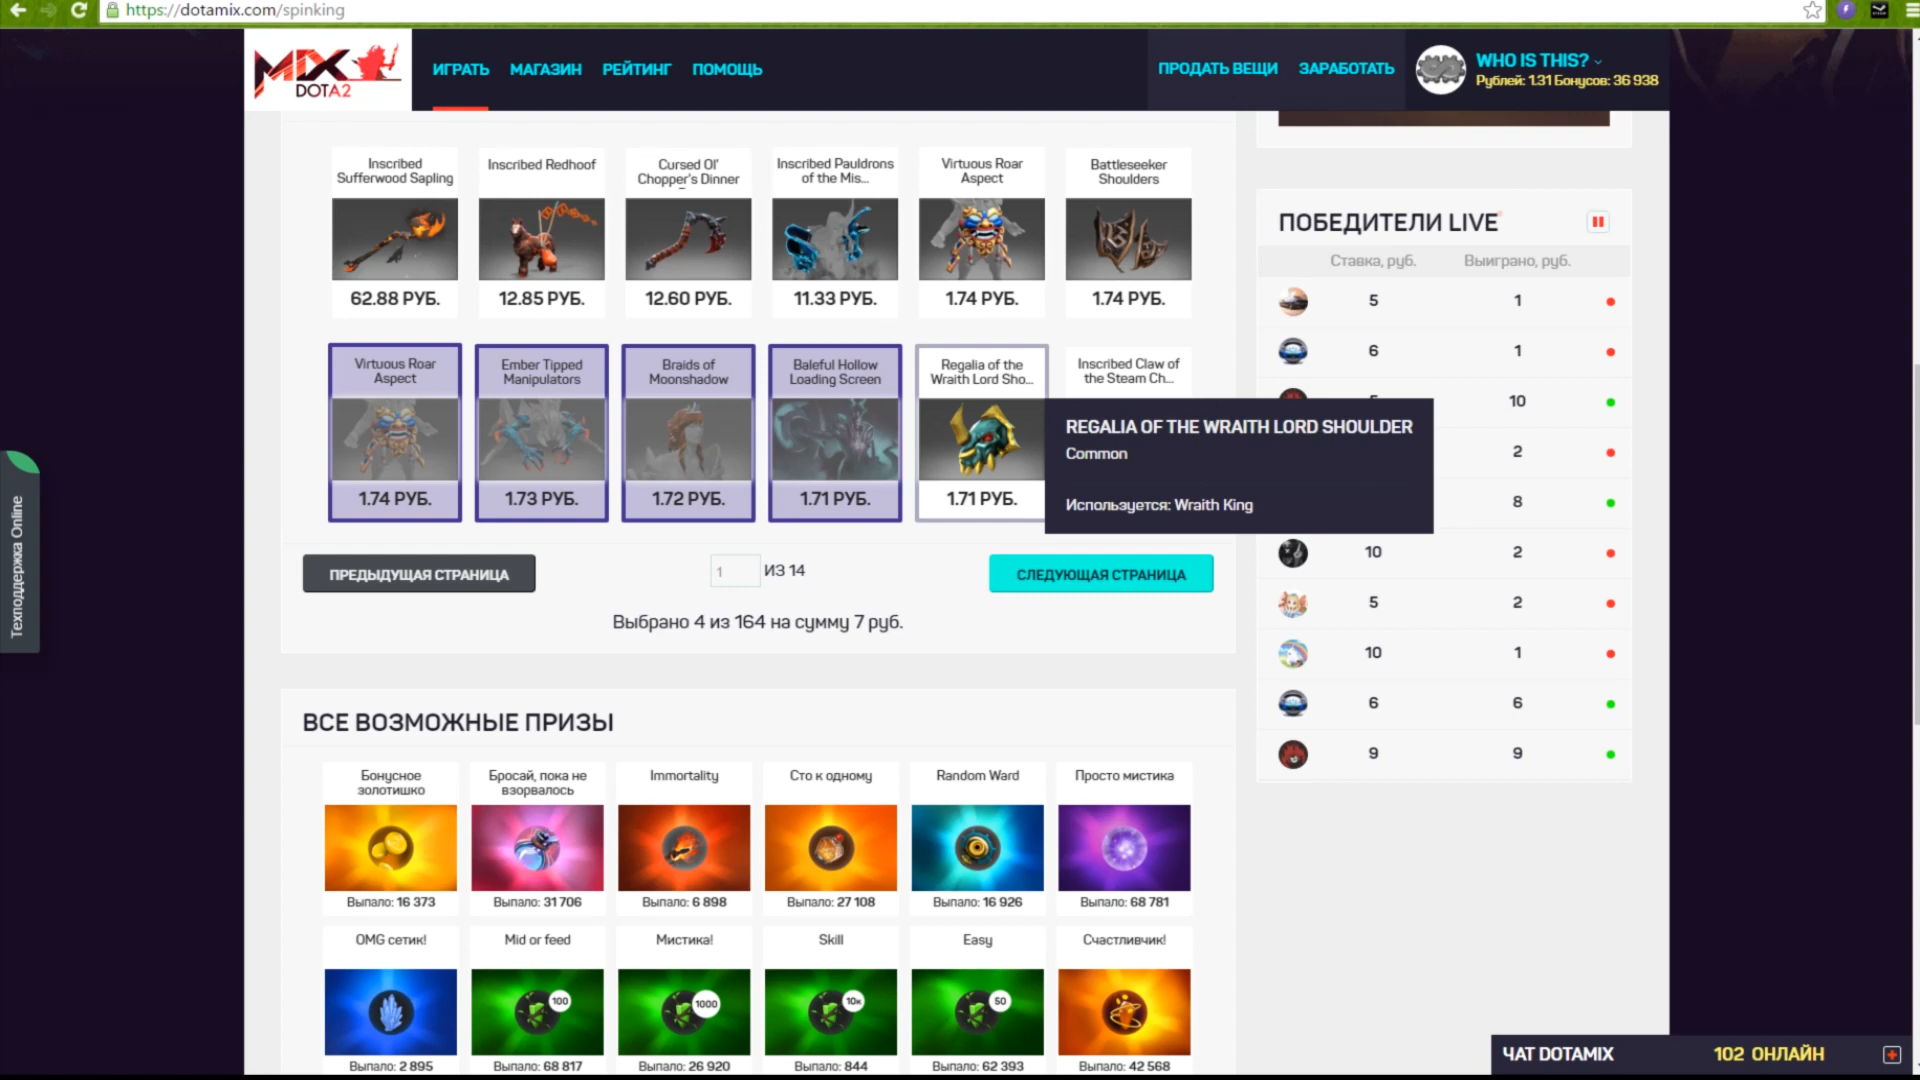 https://dotamix.com/spinking
MIX
DOTA2
ИГРАТЬ МАГАЗИН РЕЙТИНГ ПОМОЩЬ
ПРОДАТЬ ВЕЩИ ЗАРАБОТАТЬ
WHO IS THIS?
Рублей: 1.31 Бонусов: 36 938
Inscribed Sufferwood Sapling
62.88 РУБ.
Inscribed Redhoof
12.85 РУБ.
Cursed Ol' Chopper's Dinner
12.60 РУБ.
Inscribed Pauldrons of the Mis...
11.33 РУБ.
Virtuous Roar Aspect
1.74 РУБ.
Battleseeker Shoulders
1.74 РУБ.
Virtuous Roar Aspect
1.74 РУБ.
Ember Tipped Manipulators
1.73 РУБ.
Braids of Moonshadow
1.72 РУБ.
Baleful Hollow Loading Screen
1.71 РУБ.
Regalia of the Wraith Lord Sho...
1.71 РУБ.
Inscribed Claw of the Steam Ch...
REGALIA OF THE WRAITH LORD SHOULDER
Common
Используется: Wraith King
ПРЕДЫДУЩАЯ СТРАНИЦА
1 ИЗ 14
СЛЕДУЮЩАЯ СТРАНИЦА
Выбрано 4 из 164 на сумму 7 руб.
ПОБЕДИТЕЛИ LIVE
Ставка, руб. Выиграно, руб.
5 1
6 1
10
2
8
10 2
5 2
10 1
6 6
9 9
Техподдержка Online
ВСЕ ВОЗМОЖНЫЕ ПРИЗЫ
Бонусное золотишко
Выпало: 16 373
Бросай, пока не взорвалось
Выпало: 31 706
Immortality
Выпало: 6 898
Сто к одному
Выпало: 27 108
Random Ward
Выпало: 16 926
Просто мистика
Выпало: 68 781
OMG сетик!
Выпало: 2 895
Mid or feed
100
Выпало: 68 817
Мистика!
1000
Выпало: 26 920
Skill
10к
Выпало: 844
Easy
50
Выпало: 62 393
Счастливчик!
Выпало: 42 568
ЧАТ DOTAMIX 102 ОНЛАЙН